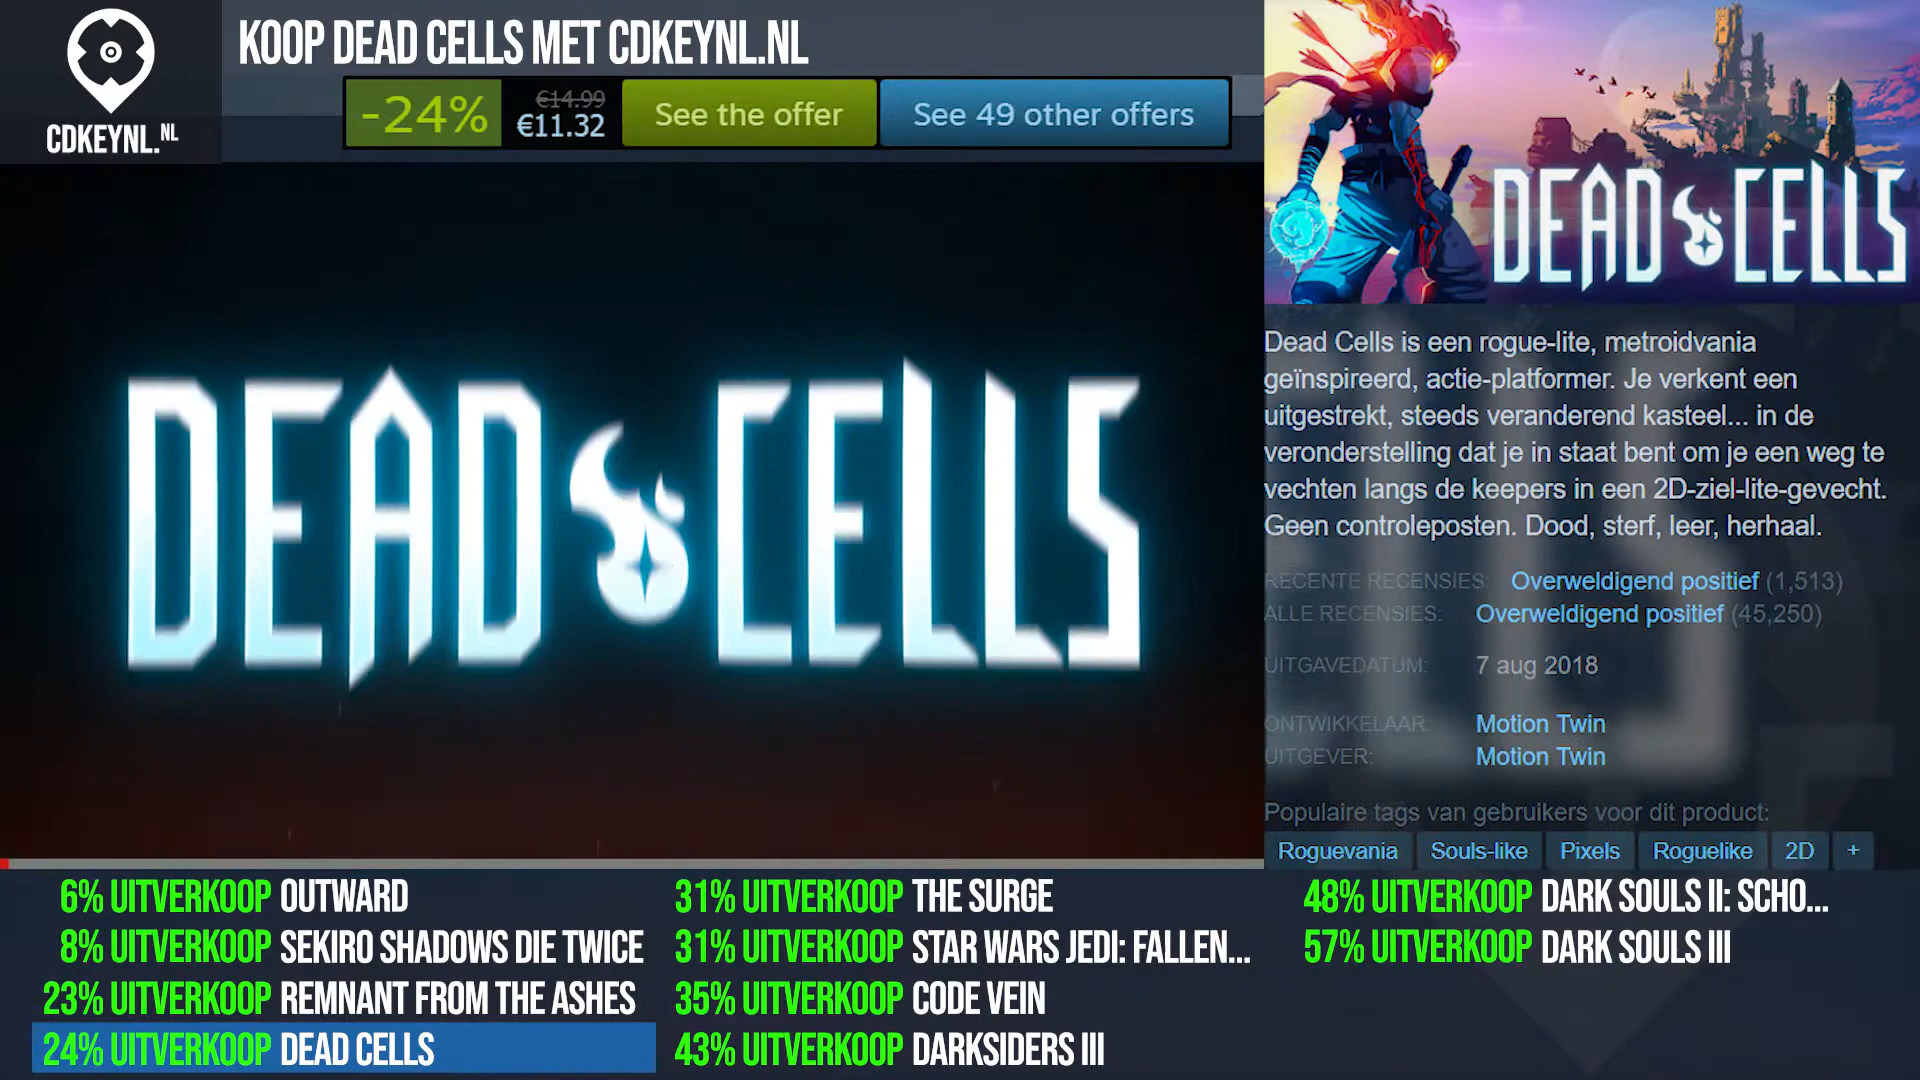 CDKEYNL.NL
KOOP DEAD CELLS MET CDKEYNL.NL
-24%
€14.99
€11.32
See the offer
See 49 other offers
DEAD CELLS
DEAD CELLS
Dead Cells is een rogue-lite, metroidvania
geïnspireerd, actie-platformer. Je verkent een
uitgestrekt, steeds veranderend kasteel... in de
veronderstelling dat je in staat bent om je een weg te
vechten langs de keepers in een 2D-ziel-lite-gevecht.
Geen controleposten. Dood, sterf, leer, herhaal.
RECENTE RECENSIES: Overweldigend positief (1,513)
ALLE RECENSIES: Overweldigend positief (45,250)
UITGAVEDATUM: 7 aug 2018
ONTWIKKELAAR: Motion Twin
UITGEVER: Motion Twin
Populaire tags van gebruikers voor dit product:
Roguevania Souls-like Pixels Roguelike 2D +
6% UITVERKOOP OUTWARD
8% UITVERKOOP SEKIRO SHADOWS DIE TWICE
23% UITVERKOOP REMNANT FROM THE ASHES
24% UITVERKOOP DEAD CELLS
31% UITVERKOOP THE SURGE
31% UITVERKOOP STAR WARS JEDI: FALLEN...
35% UITVERKOOP CODE VEIN
43% UITVERKOOP DARKSIDERS III
48% UITVERKOOP DARK SOULS II: SCHO...
57% UITVERKOOP DARK SOULS III